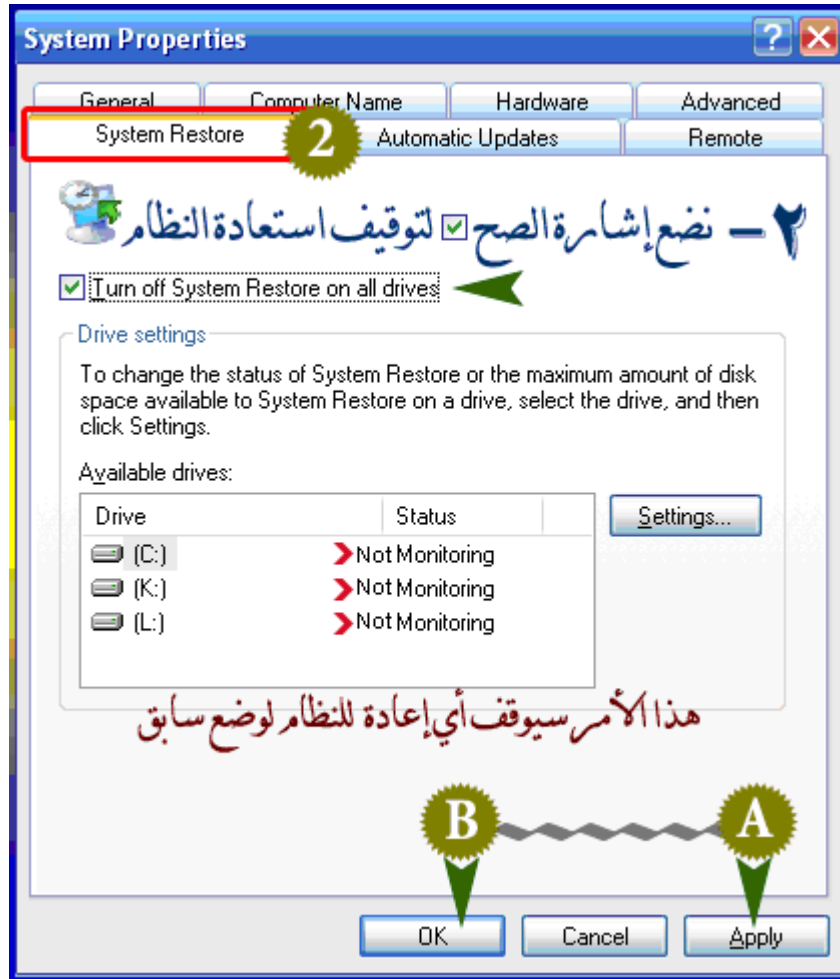 System Properties
General Computer Name Hardware Advanced
System Restore 2 Automatic Updates Remote
٢ – نضع إشارة الصح لتوقيف استعادة النظام
Turn off System Restore on all drives
Drive settings
To change the status of System Restore or the maximum amount of disk
space available to System Restore on a drive, select the drive, and then
click Settings.
Available drives:
Drive Status Settings...
(C:) Not Monitoring
(K:) Not Monitoring
(L:) Not Monitoring
هذا الأمر سيوقف أي إعادة للنظام لوضع سابق
B A
OK Cancel Apply